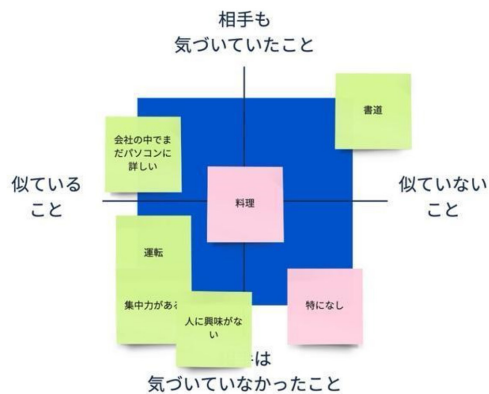 相手も
気づいていたこと
書道
会社の中でま
だパソコンに
詳しい
似ている
こと
料理
似ていない
こと
運転
集中力がある
人に興味がな
い
特になし
は
気づいていなかったこと